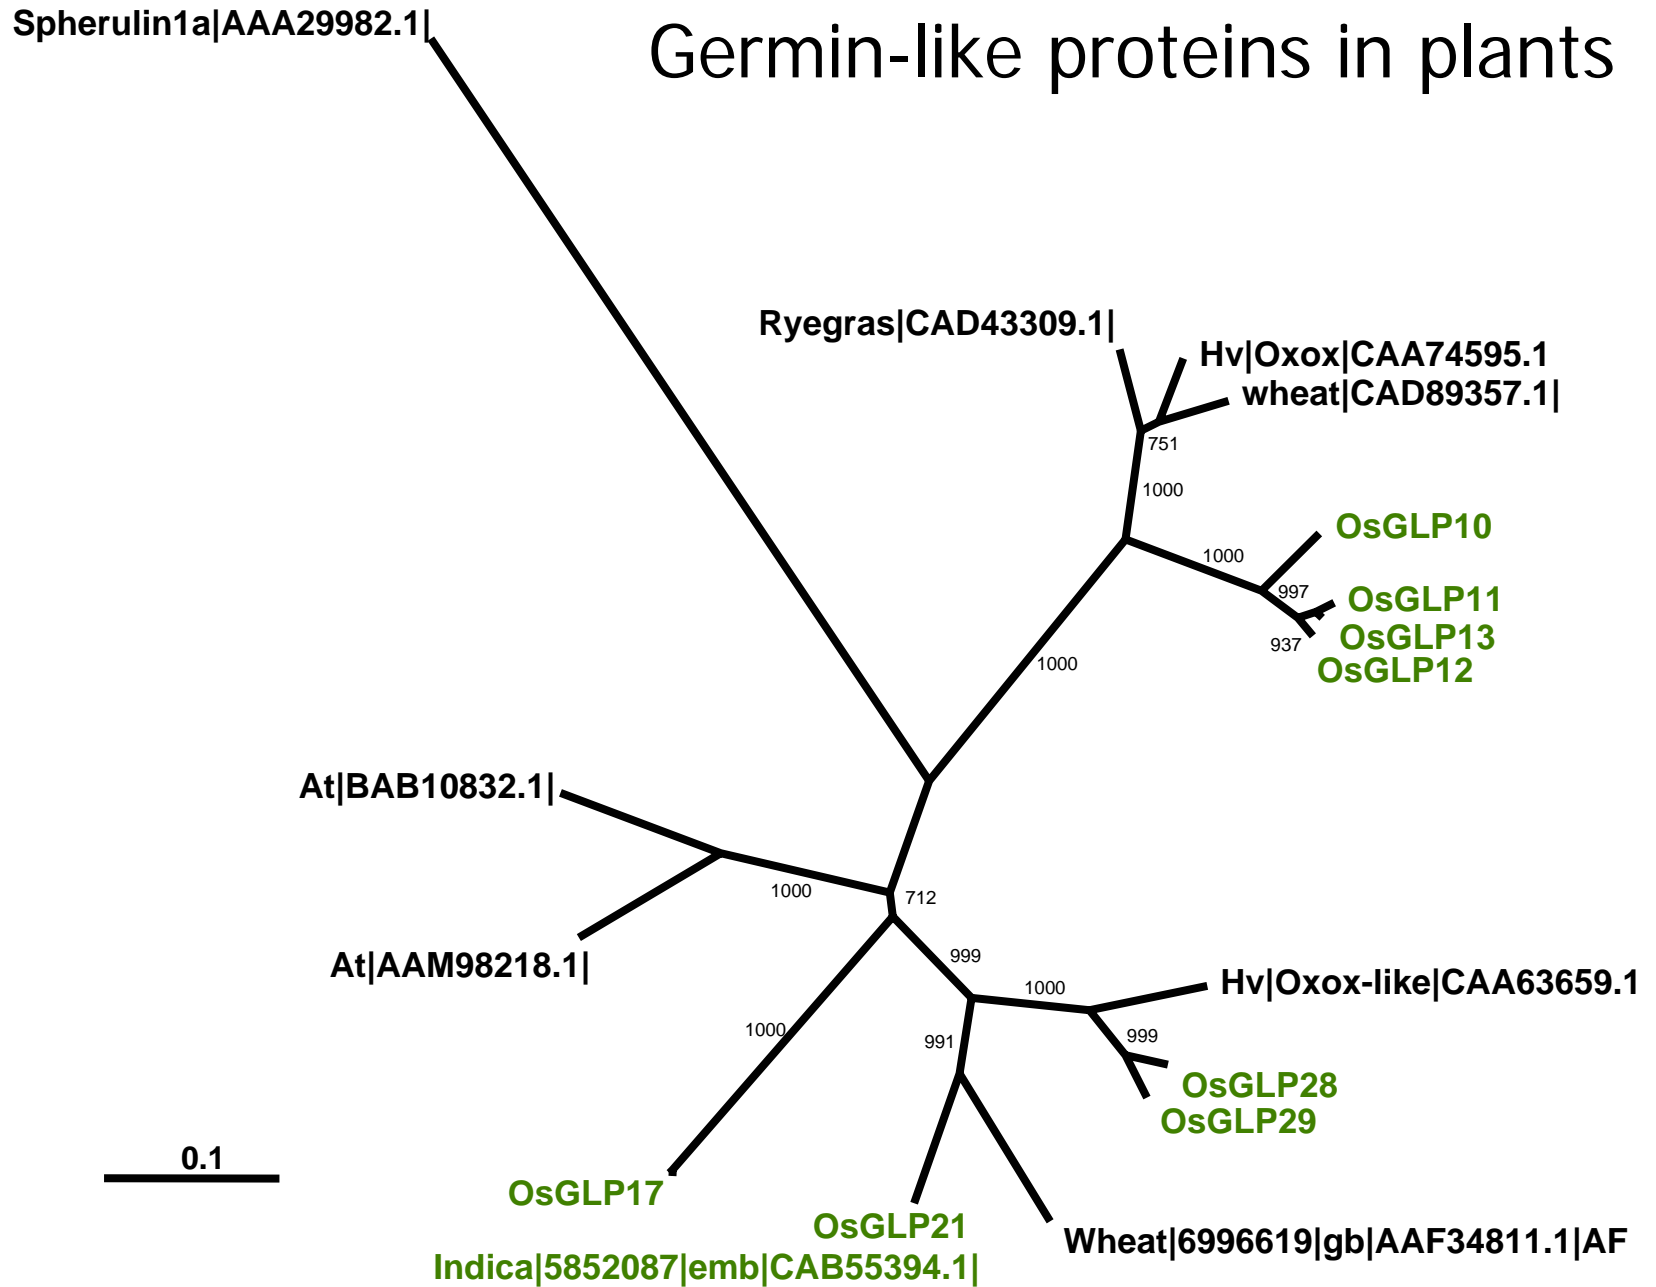 Spherulin1a|AAA29982.1|
Germin-like proteins in plants
Ryegras|CAD43309.1|
Hv|Oxox|CAA74595.1
wheat|CAD89357.1|
751
1000
OsGLP10
1000
997
OsGLP11
OsGLP13
937
OsGLP12
1000
At|BAB10832.1|
1000
712
999
At|AAM98218.1|
Hv|Oxox-like|CAA63659.1
1000
1000
991
999
OsGLP28
OsGLP29
0.1
OsGLP17
OsGLP21
Wheat|6996619|gb|AAF34811.1|AF
Indica|5852087|emb|CAB55394.1|